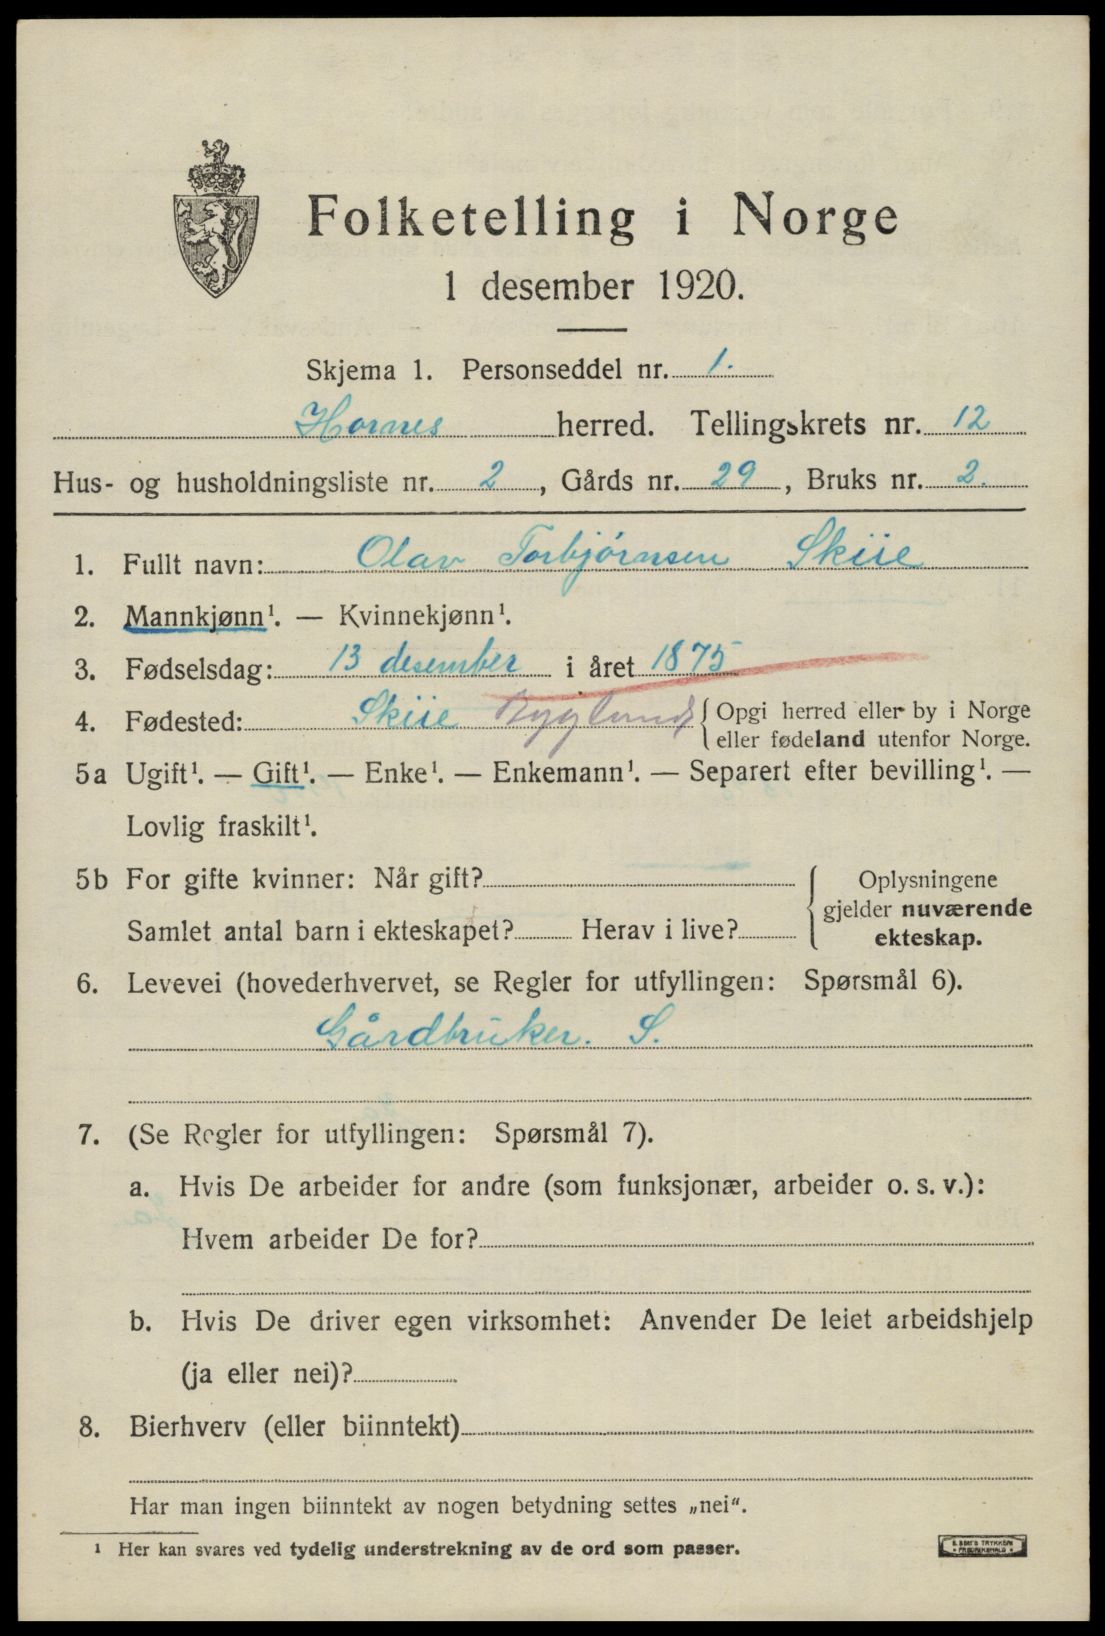 Folketelling i Norge
1 desember 1920.
Skjema 1. Personseddel nr. 1.
Hornes herred. Tellingskrets nr. 12
Hus- og husholdningsliste nr. 2, Gårds nr. 29, Bruks nr. 2.
1. Fullt navn: Olav Torbjörnsen Skiie
2. Mannkjønn¹. — Kvinnekjønn¹.
3. Fødselsdag: 13 desember i året 1875
4. Fødested: Skiie Bygland { Opgi herred eller by i Norge
eller fødeland utenfor Norge.
5a Ugift¹. — Gift¹. — Enke¹. — Enkemann¹. — Separert efter bevilling¹. —
Lovlig fraskilt¹.
5b For gifte kvinner: Når gift?
Samlet antal barn i ekteskapet? Herav i live?
{ Oplysningene
gjelder nuværende
ekteskap.
6. Levevei (hovederhvervet, se Regler for utfyllingen: Spørsmål 6).
Gårdbruker. S.
7. (Se Regler for utfyllingen: Spørsmål 7).
a. Hvis De arbeider for andre (som funksjonær, arbeider o. s. v.):
Hvem arbeider De for?
b. Hvis De driver egen virksomhet: Anvender De leiet arbeidshjelp
(ja eller nei)?
8. Bierhverv (eller biinntekt)
Har man ingen biinntekt av nogen betydning settes „nei“.
¹ Her kan svares ved tydelig understrekning av de ord som passer.